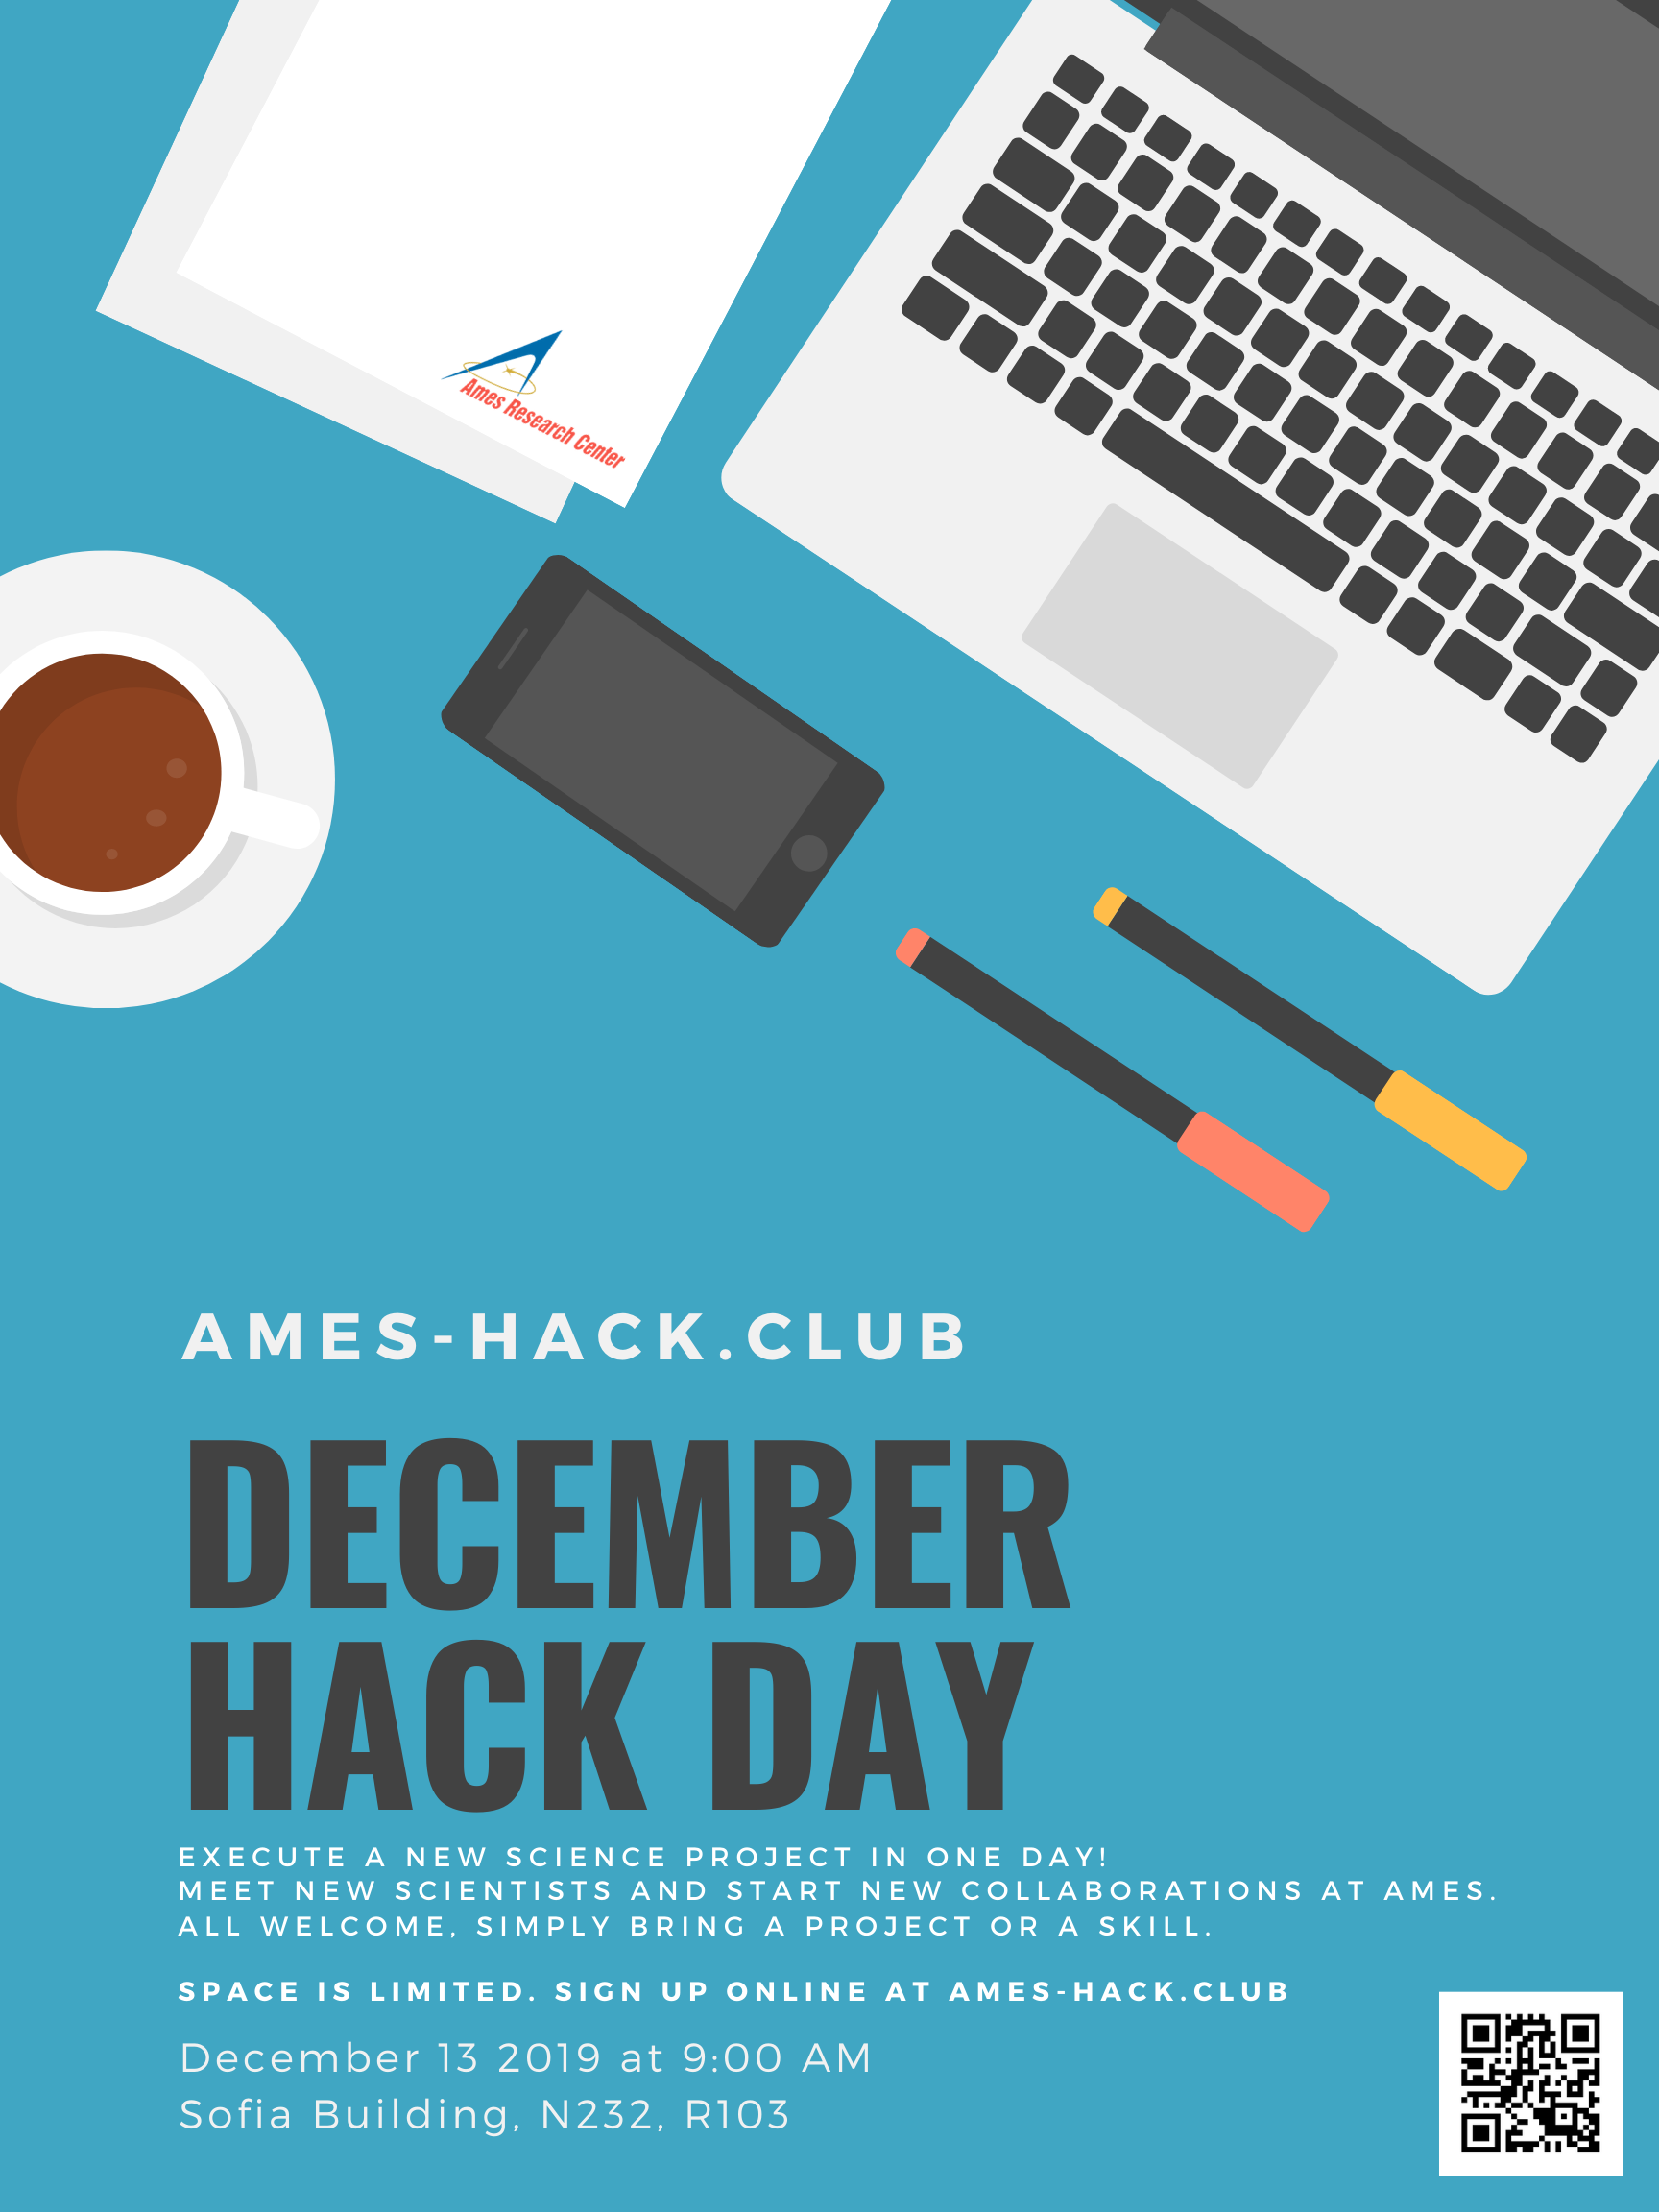 Ames Research Center
AMES-HACK.CLUB
DECEMBER
HACK DAY
EXECUTE A NEW SCIENCE PROJECT IN ONE DAY!
MEET NEW SCIENTISTS AND START NEW COLLABORATIONS AT AMES.
ALL WELCOME, SIMPLY BRING A PROJECT OR A SKILL.
SPACE IS LIMITED. SIGN UP ONLINE AT AMES-HACK.CLUB
December 13 2019 at 9:00 AM
Sofia Building, N232, R103